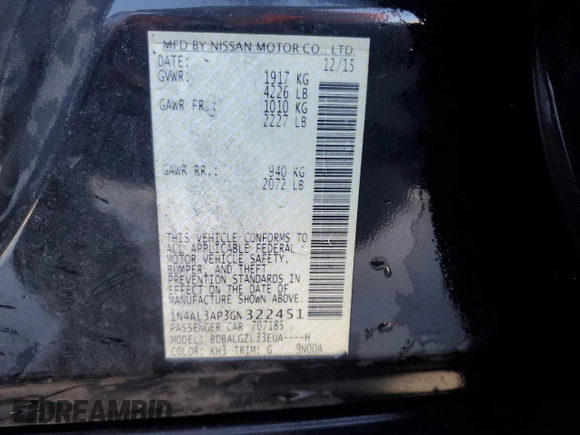 MFD BY NISSAN MOTOR CO., LTD.
DATE: 12/15
GVWR: 1917 KG
4226 LB
GAWR FR.: 1010 KG
2227 LB
GAWR RR.: 940 KG
2072 LB
THIS VEHICLE CONFORMS TO
ALL APPLICABLE FEDERAL
MOTOR VEHICLE SAFETY,
BUMPER, AND THEFT
PREVENTION STANDARDS IN
EFFECT ON THE DATE OF
MANUFACTURE SHOWN ABOVE.
1N4AL3AP3GN322451
PASSENGER CAR 707185
MODEL: BDBALGZL33EUA----H
COLOR: KH3 TRIM: G 9N00A
DREAMBID